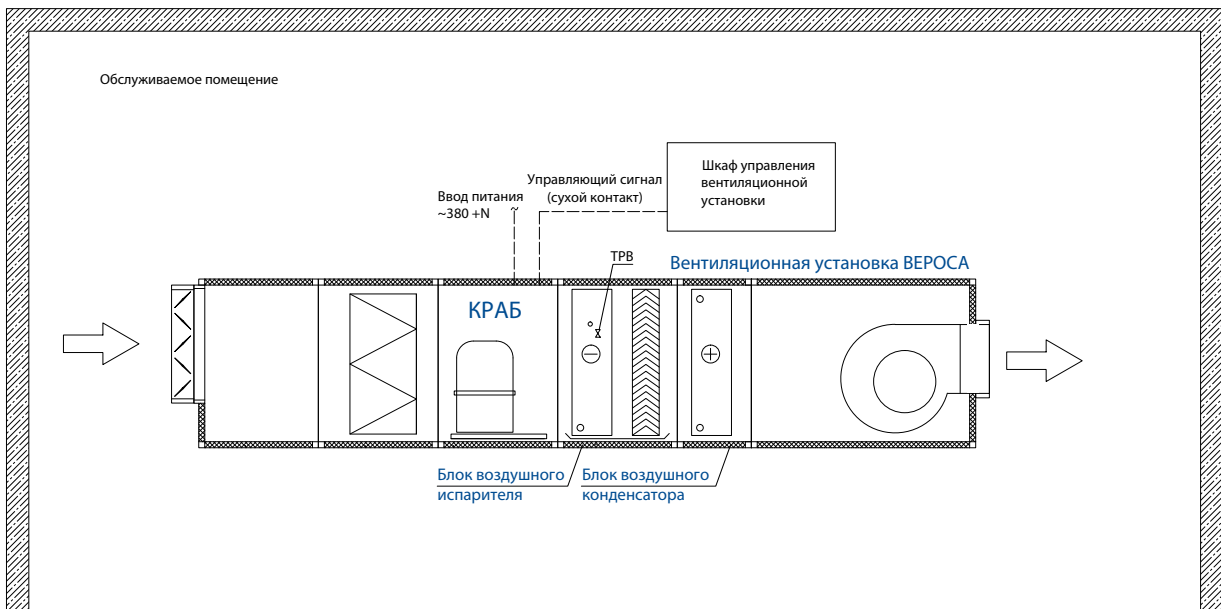 Обслуживаемое помещение
Шкаф управления
вентиляционной
установки
Управляющий сигнал
(сухой контакт)
Ввод питания
~380 +N
~
ТРВ
Вентиляционная установка ВЕРОСА
КРАБ
Блок воздушного
испарителя
Блок воздушного
конденсатора